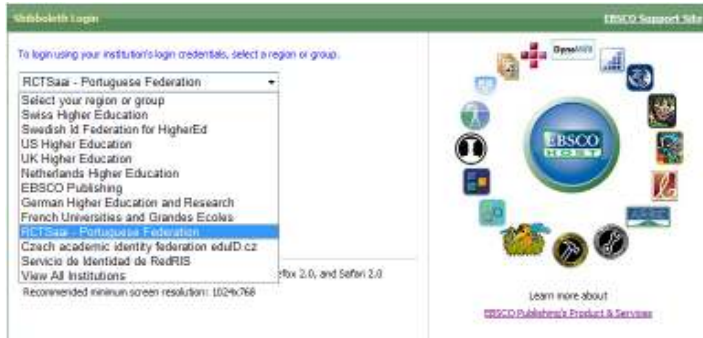 Shibboleth Login
EBSCO Support Site
To login using your institution's login credentials, select a region or group.
RCTSaai - Portuguese Federation
Select your region or group
Swiss Higher Education
Swedish Id Federation for HigherEd
US Higher Education
UK Higher Education
Netherlands Higher Education
EBSCO Publishing
German Higher Education and Research
French Universities and Grandes Ecoles
RCTSaai - Portuguese Federation
Czech academic identity federation eduID.cz
Servicio de Identidad de RedIRIS
View All Institutions
efox 2.0, and Safari 2.0
Recommended minimum screen resolution: 1024x768
DynaMed
EBSCO
HOST
Learn more about
EBSCO Publishing's Product & Services